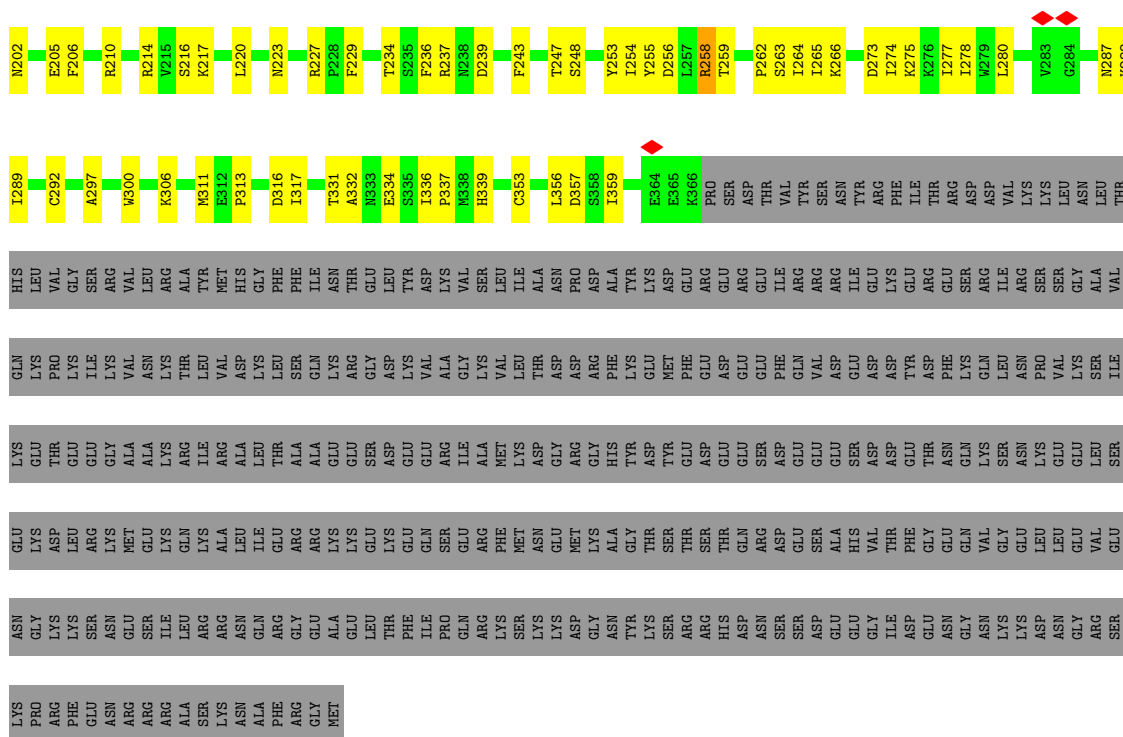 N202 E205 F206 R210 R214 V215 S216 K217 L220 N223 R227 P228 F229 T234 S235 F236 R237 N238 D239 F243 T247 S248 Y253 I254 Y255 D256 L257 R258 T259 P262 S263 I264 I265 K266 D273 I274 K275 K276 I277 I278 W279 L280 V283 G284 N287
I289 C292 A297 W300 K306 M311 E312 P313 D316 I317 T331 A332 N333 E334 S335 I336 P337 M338 H339 C353 L356 D357 S358 I359 E364 E365 K366 PRO SER ASP THR VAL TYR SER ASN TYR ARG PHE ILE THR ARG ASP ASP VAL LYS LYS LEU ASN LEU THR
HIS LEU VAL GLY SER ARG VAL LEU ARG ALA TYR MET HIS GLY PHE PHE ILE ASN THR GLU LEU TYR ASP LYS VAL SER LEU ILE ALA ASN PRO ASP ALA TYR LYS ASP GLU ARG GLU ARG GLU ILE ARG ARG ARG ILE GLU LYS GLU ARG GLU SER ARG ILE ARG SER SER GLY ALA VAL
GLN LYS PRO LYS ILE LYS VAL ASN LYS THR LEU VAL ASP LYS LEU SER GLN LYS ARG GLY ASP LYS VAL ALA GLY LYS VAL LEU THR ASP ASP ARG PHE LYS GLU MET PHE GLU ASP GLU GLU PHE GLN VAL ASP GLU ASP ASP TYR ASP PHE LYS GLN LEU ASN PRO VAL LYS SER ILE
LYS GLU THR GLU GLU GLY ALA ALA LYS ARG ILE ARG ALA LEU THR ALA ALA GLU GLU SER ASP GLU GLU ARG ILE ALA MET LYS ASP GLY ARG GLY HIS TYR ASP TYR GLU ASP GLU GLU SER ASP GLU GLU GLU SER ASP ASP GLU THR ASN GLN LYS SER ASN LYS GLU GLU LEU SER
GLU LYS ASP LEU ARG LYS MET GLU LYS GLN LYS ALA LEU ILE GLU ARG ARG LYS LYS GLU LYS GLU GLN SER GLU ARG PHE MET ASN GLU MET LYS ALA GLY THR SER THR SER THR GLN ARG ASP GLU SER ALA HIS VAL THR PHE GLY GLU GLN VAL GLY GLU LEU LEU GLU VAL GLU
ASN GLY LYS LYS SER ASN GLU SER ILE LEU ARG ARG ASN GLN ARG GLY GLU ALA GLU LEU THR PHE ILE PRO GLN ARG LYS SER LYS LYS ASP GLY ASN TYR LYS SER ARG ARG HIS ASP ASN SER SER ASP GLU GLU GLY ILE ASP GLU ASN GLY ASN LYS LYS ASP ASN GLY ARG SER
LYS PRO ARG PHE GLU ASN ARG ARG ARG ALA SER LYS ASN ALA PHE ARG GLY MET